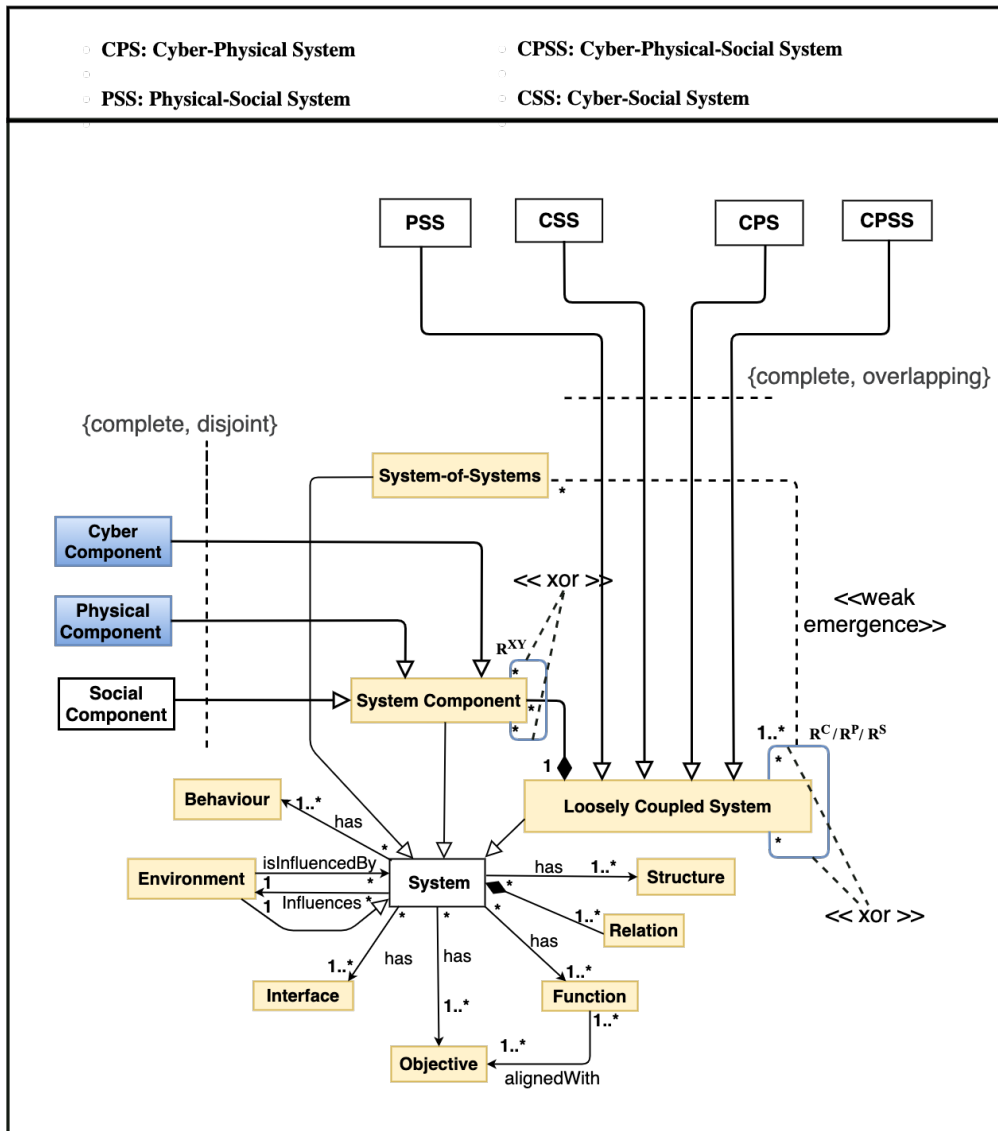 CPS: Cyber-Physical System
CPSS: Cyber-Physical-Social System
PSS: Physical-Social System
CSS: Cyber-Social System
PSS
CSS
CPS
CPSS
{complete, overlapping}
{complete, disjoint}
System-of-Systems
*
Cyber
Component
<< xor >>
Physical
Component
<<weak
emergence>>
R^XY
*
Social
Component
System Component
*
*
1..*
R^C / R^P / R^S
*
1
Behaviour
1..*
has
Loosely Coupled System
*
*
isInfluencedBy
Environment
1
*
System
has
1..*
Structure
1
Influences
*
*
*
*
*
1..*
Relation
<< xor >>
has
has
has
1..*
1..*
Interface
Function
1..*
1..*
1..*
Objective
alignedWith